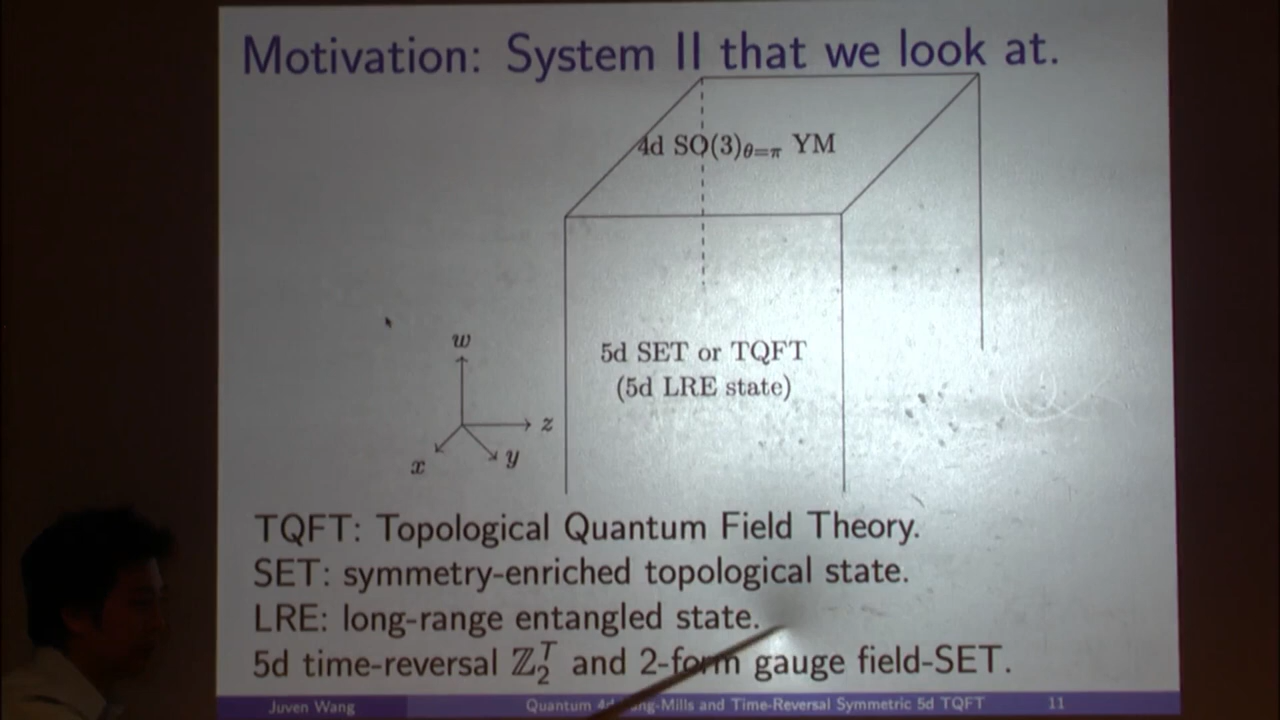 Motivation: System II that we look at.
4d SO(3)θ=π YM
5d SET or TQFT
(5d LRE state)
w
z
y
x
TQFT: Topological Quantum Field Theory.
SET: symmetry-enriched topological state.
LRE: long-range entangled state.
5d time-reversal ℤ₂ᵀ and 2-form gauge field-SET.
Juven Wang Quantum 4d Yang-Mills and Time-Reversal Symmetric 5d TQFT 11